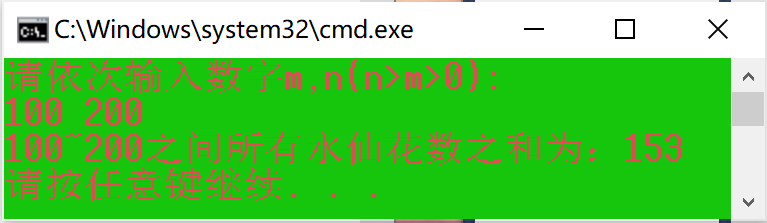 C:\Windows\system32\cmd.exe
请依次输入数字m,n(n>m>0):
100 200
100~200之间所有水仙花数之和为：153
请按任意键继续. . .